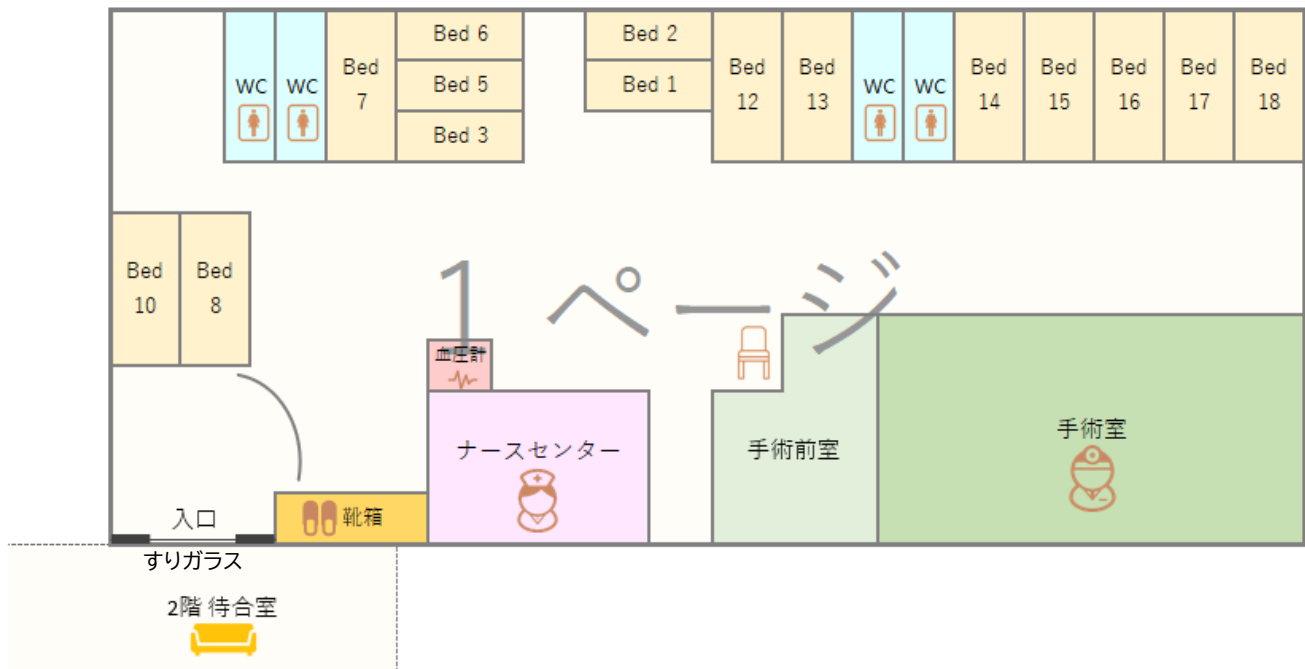 Bed 6
Bed 5
Bed 3
Bed 2
Bed 1
WC
WC
Bed
7
Bed
12
Bed
13
WC
WC
Bed
14
Bed
15
Bed
16
Bed
17
Bed
18
Bed
10
Bed
8
1 ページ
血圧計
ナースセンター
手術前室
手術室
入口
靴箱
すりガラス
2階 待合室